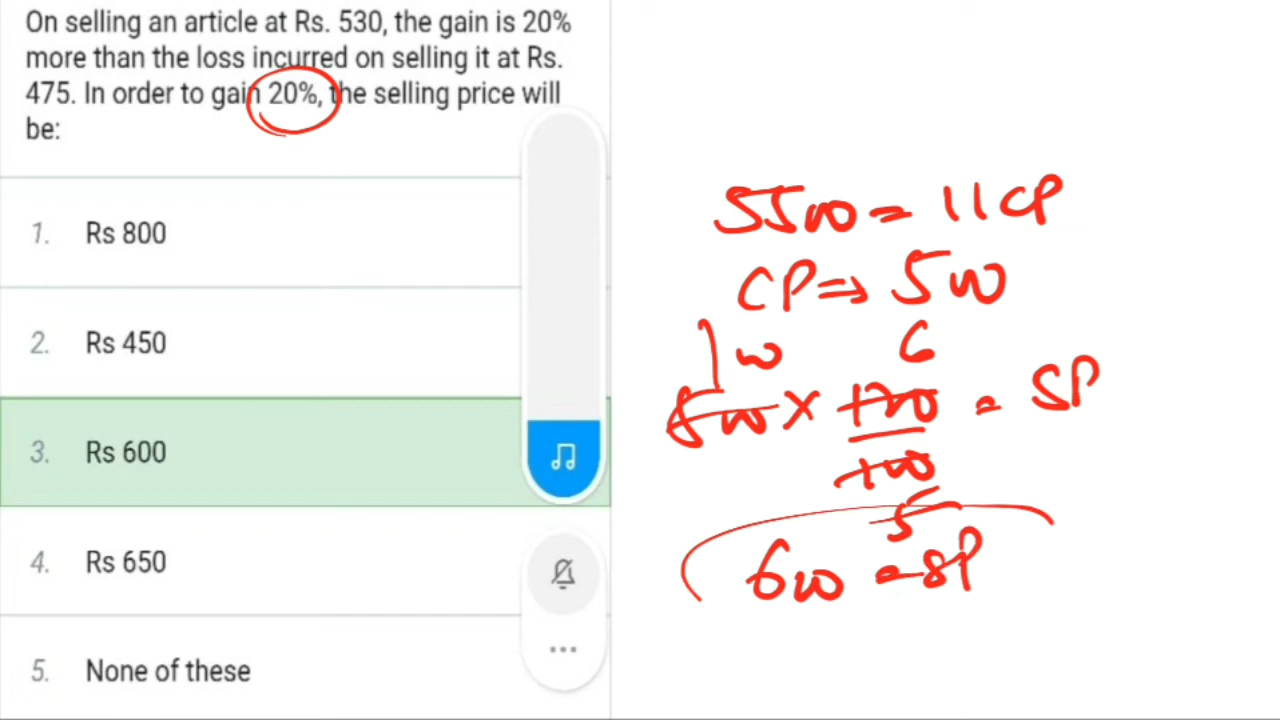 On selling an article at Rs. 530, the gain is 20%
more than the loss incurred on selling it at Rs.
475. In order to gain 20%, the selling price will
be:
1. Rs 800
2. Rs 450
3. Rs 600
4. Rs 650
5. None of these
5500 = 11CP
CP ⇒ 500
100 6
500 × 120 = SP
100
5
600 = SP